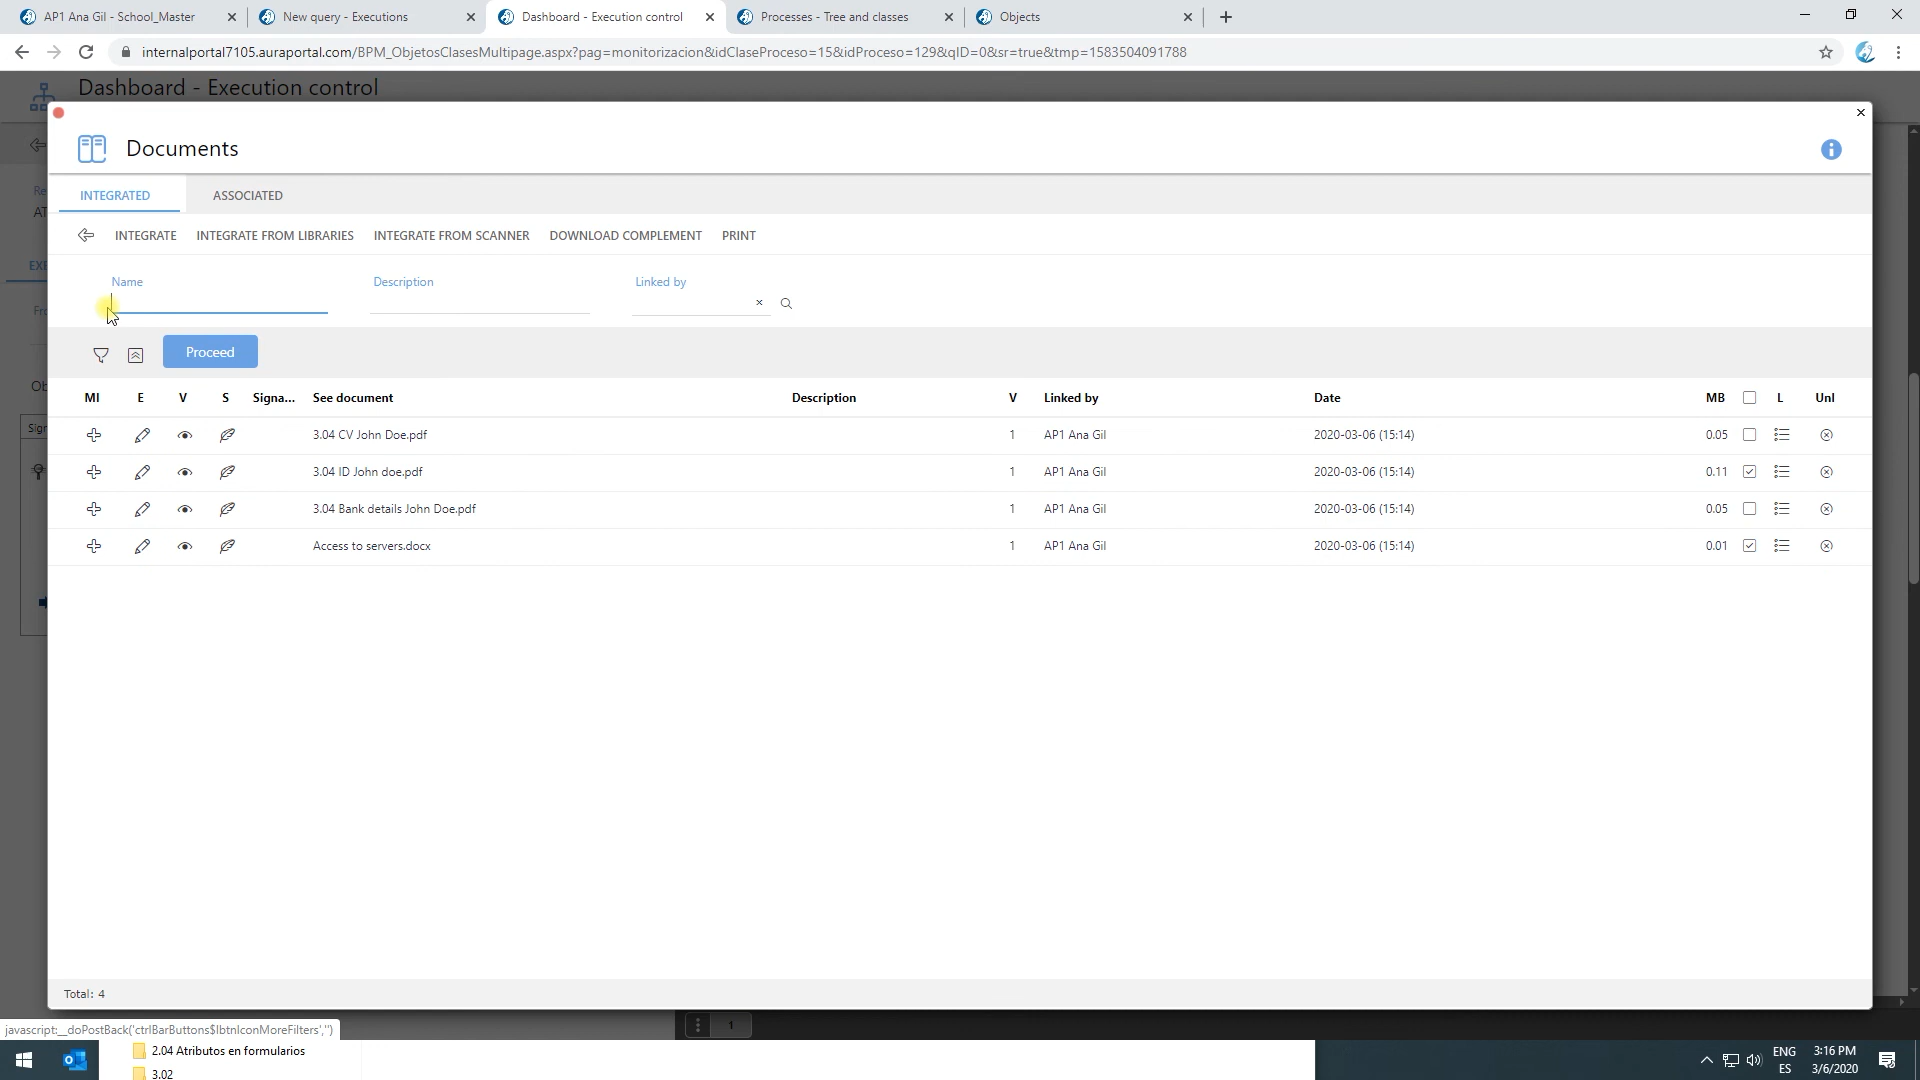 AP1 Ana Gil - School_Master
New query - Executions
Dashboard - Execution control
Processes - Tree and classes
Objects
internalportal7105.auraportal.com/BPM_ObjetosClasesMultipage.aspx?pag=monitorizacion&idClaseProceso=15&idProceso=129&qID=0&sr=true&tmp=1583504091788
Dashboard - Execution control
Documents
INTEGRATED
ASSOCIATED
INTEGRATE
INTEGRATE FROM LIBRARIES
INTEGRATE FROM SCANNER
DOWNLOAD COMPLEMENT
PRINT
Name
Description
Linked by
Proceed
MI E V S Signa... See document Description V Linked by Date MB L Unl
3.04 CV John Doe.pdf 1 AP1 Ana Gil 2020-03-06 (15:14) 0.05
3.04 ID John doe.pdf 1 AP1 Ana Gil 2020-03-06 (15:14) 0.11
3.04 Bank details John Doe.pdf 1 AP1 Ana Gil 2020-03-06 (15:14) 0.05
Access to servers.docx 1 AP1 Ana Gil 2020-03-06 (15:14) 0.01
Total: 4
javascript:__doPostBack('ctrlBarButtons$lbtnIconMoreFilters','')
1
2.04 Atributos en formularios
3.02
ENG
ES
3:16 PM
3/6/2020